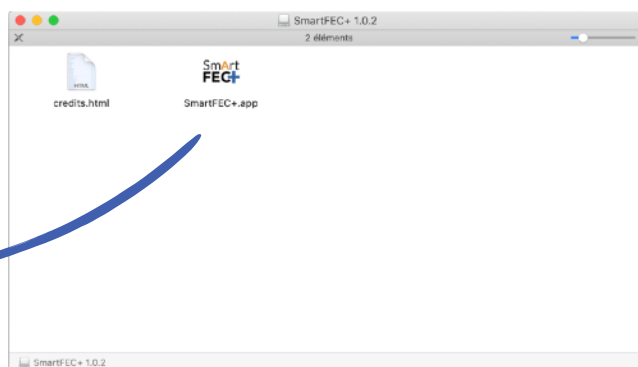 SmartFEC+ 1.0.2
2 éléments
HTML
SmArt
FEC+
credits.html
SmartFEC+.app
SmartFEC+ 1.0.2